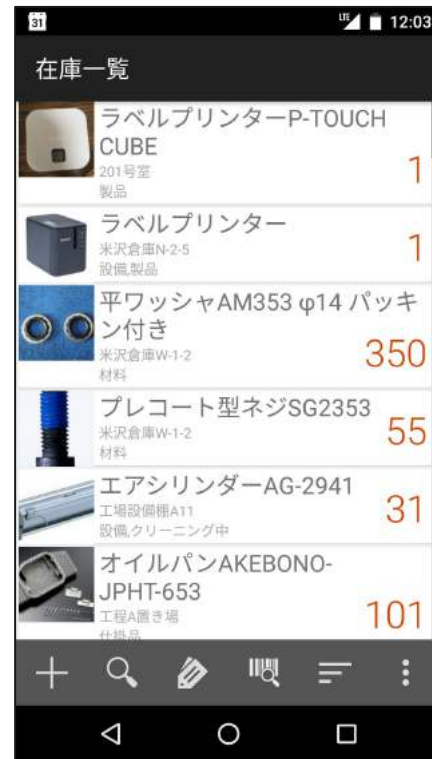 31
LTE
12:03
在庫一覧
ラベルプリンターP-TOUCH
CUBE
201号室
製品
1
ラベルプリンター
米沢倉庫N-2-5
設備,製品
1
平ワッシャAM353 φ14 パッキ
ン付き
米沢倉庫W-1-2
材料
350
プレコート型ネジSG2353
米沢倉庫W-1-2
材料
55
エアシリンダーAG-2941
工場設備棚A11
設備,クリーニング中
31
オイルパンAKEBONO-
JPHT-653
工程A置き場
仕掛品
101